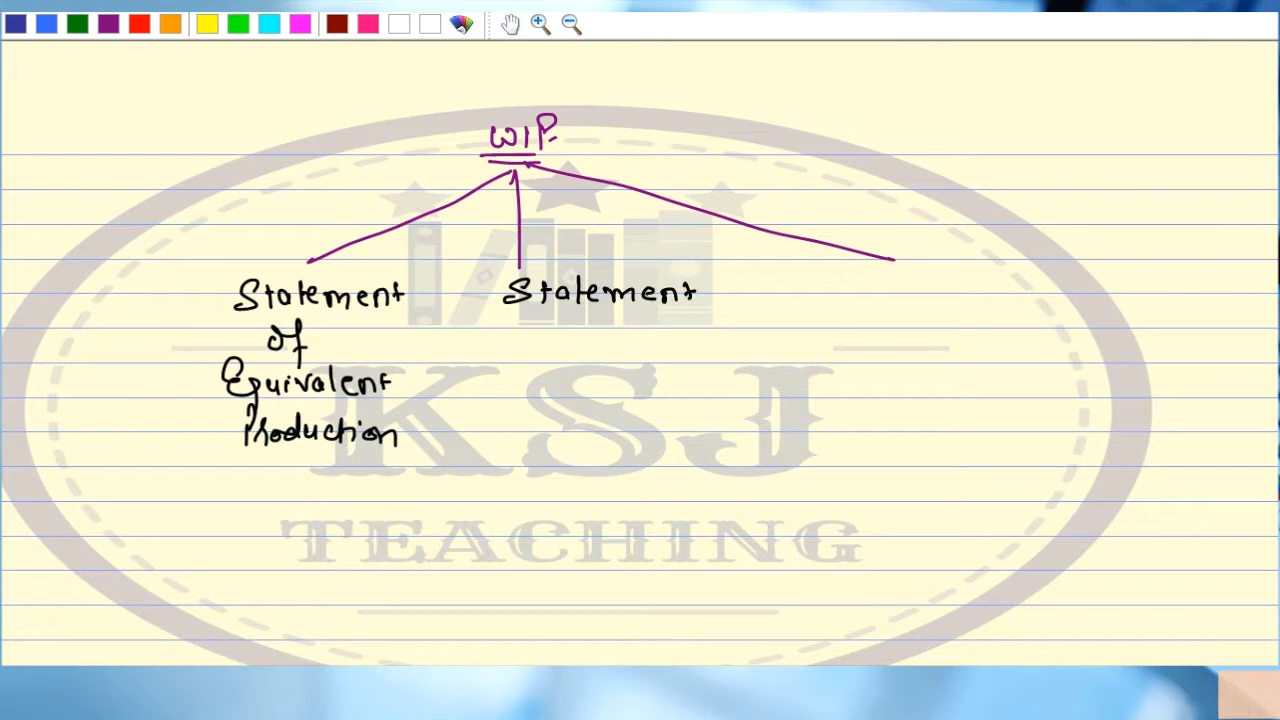 WIP
Statement
of
Equivalent
Production
Statement
KSJ
TEACHING